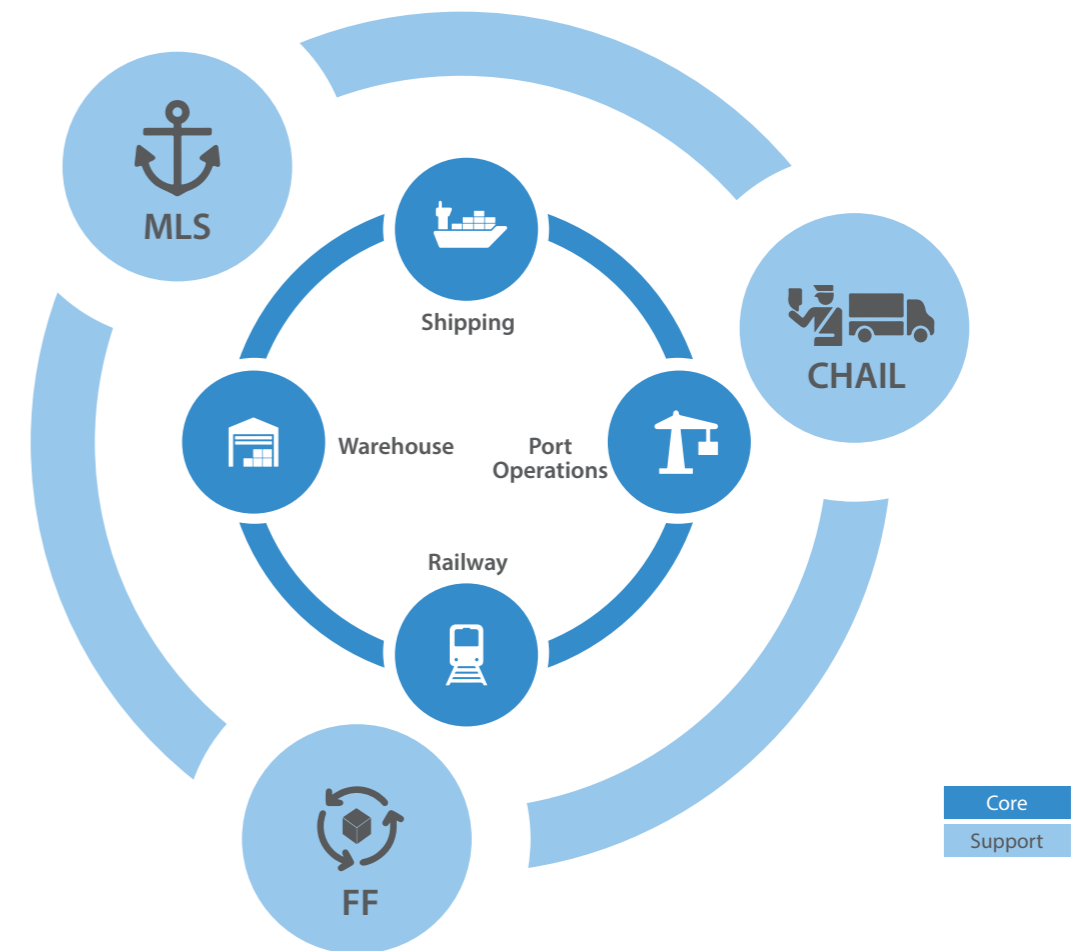 MLS
Shipping
CHAIL
Warehouse
Port
Operations
Railway
FF
Core
Support